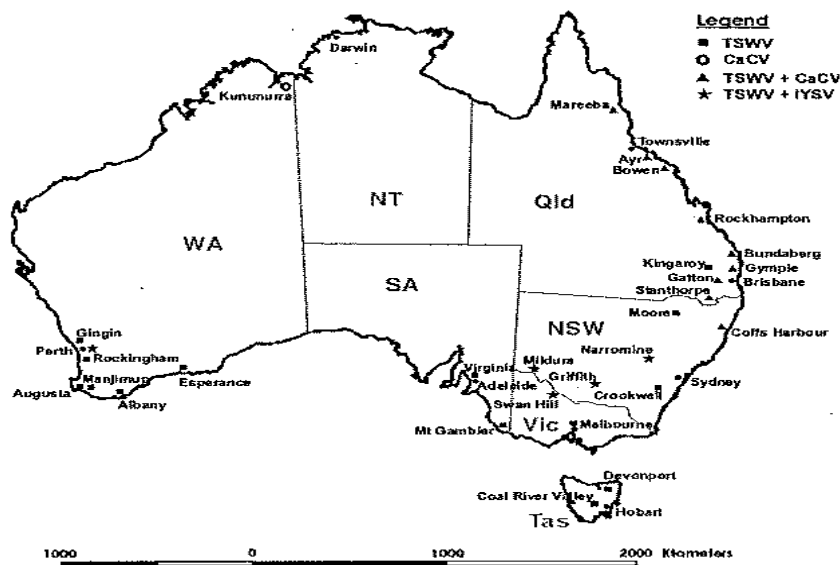 Legend
TSWV
CaCV
TSWV + CaCV
TSWV + IYSV
Darwin
Kununurra
Mareeba
Townsville
Ayr
Bowen
NT
Qld
Rockhampton
WA
Bundaberg
Kingaroy
Gympie
SA
Gatton
Brisbane
Stanthorpe
Moore
NSW
Coffs Harbour
Gingin
Narromine
Perth
Mildura
Rockingham
Virginia
Griffith
Esperance
Manjimup
Adelaide
Sydney
Augusta
Swan Hill
Crookwell
Albany
Vic
Melbourne
Mt Gambier
Devonport
Coal River Valley
Hobart
Tas
1000 0 1000 2000 Kilometers